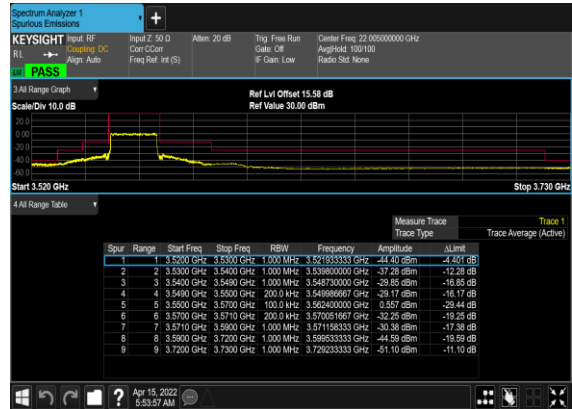 Spectrum Analyzer 1
Spurious Emissions
KEYSIGHT Input: RF Input Z: 50 Ω Atten: 20 dB Trig: Free Run Center Freq: 22.005000000 GHz
RL Coupling: DC Corr CCorr Gate: Off Avg|Hold: 100/100
Align: Auto Freq Ref: Int (S) IF Gain: Low Radio Std: None
PASS
3 All Range Graph Ref Lvl Offset 15.58 dB
Scale/Div 10.0 dB Ref Value 30.00 dBm
20.0
0.00
-20.0
-40.0
-60.0
Start 3.520 GHz Stop 3.730 GHz
4 All Range Table
Measure Trace Trace 1
Trace Type Trace Average (Active)
Spur Range Start Freq Stop Freq RBW Frequency Amplitude ΔLimit
1 1 3.5200 GHz 3.5300 GHz 1.000 MHz 3.521933333 GHz -44.40 dBm -4.401 dB
2 2 3.5300 GHz 3.5400 GHz 1.000 MHz 3.539800000 GHz -37.28 dBm -12.28 dB
3 3 3.5400 GHz 3.5490 GHz 1.000 MHz 3.548730000 GHz -29.85 dBm -16.85 dB
4 4 3.5490 GHz 3.5500 GHz 200.0 kHz 3.549986667 GHz -29.17 dBm -16.17 dB
5 5 3.5500 GHz 3.5700 GHz 100.0 kHz 3.562400000 GHz 0.557 dBm -29.44 dB
6 6 3.5700 GHz 3.5710 GHz 200.0 kHz 3.570051667 GHz -32.25 dBm -19.25 dB
7 7 3.5710 GHz 3.5900 GHz 1.000 MHz 3.571158333 GHz -30.38 dBm -17.38 dB
8 8 3.5900 GHz 3.7200 GHz 1.000 MHz 3.599533333 GHz -44.59 dBm -19.59 dB
9 9 3.7200 GHz 3.7300 GHz 1.000 MHz 3.729233333 GHz -51.10 dBm -11.10 dB
Apr 15, 2022
5:53:57 AM